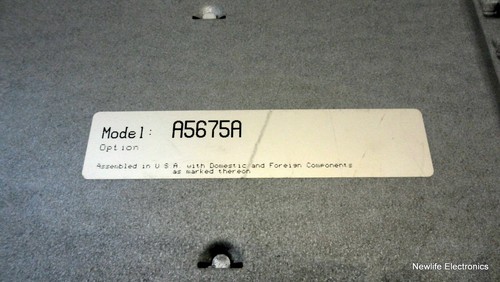 Model: A5675A
Option
Assembled in U S A with Domestic and Foreign Components
as marked thereon
Newlife Electronics